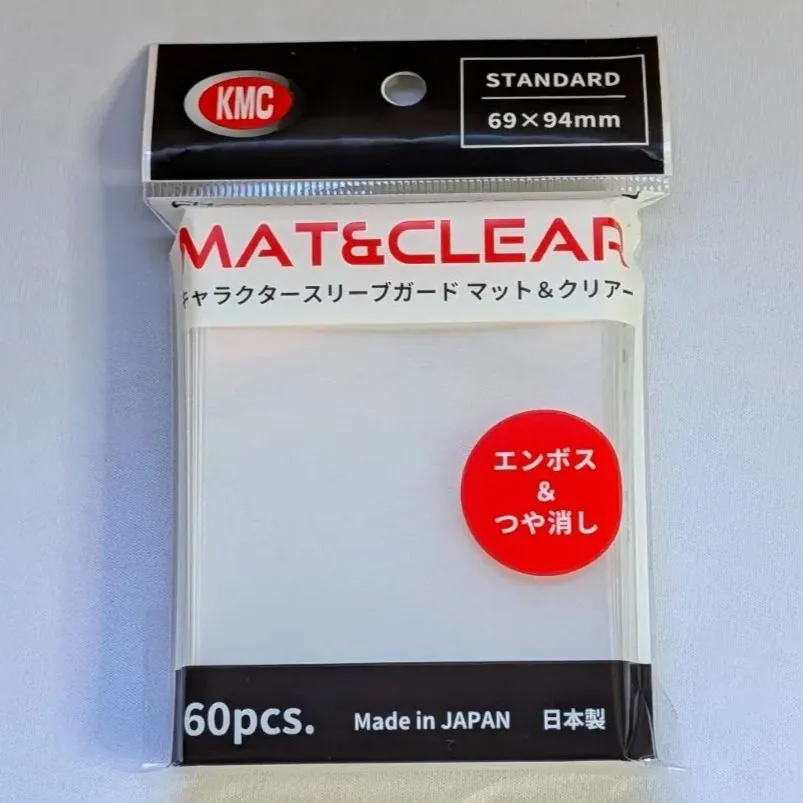 KMC
STANDARD
69×94mm
MAT&CLEAR
キャラクタースリーブガード マット&クリアー
エンボス
&
つや消し
60pcs.
Made in JAPAN 日本製